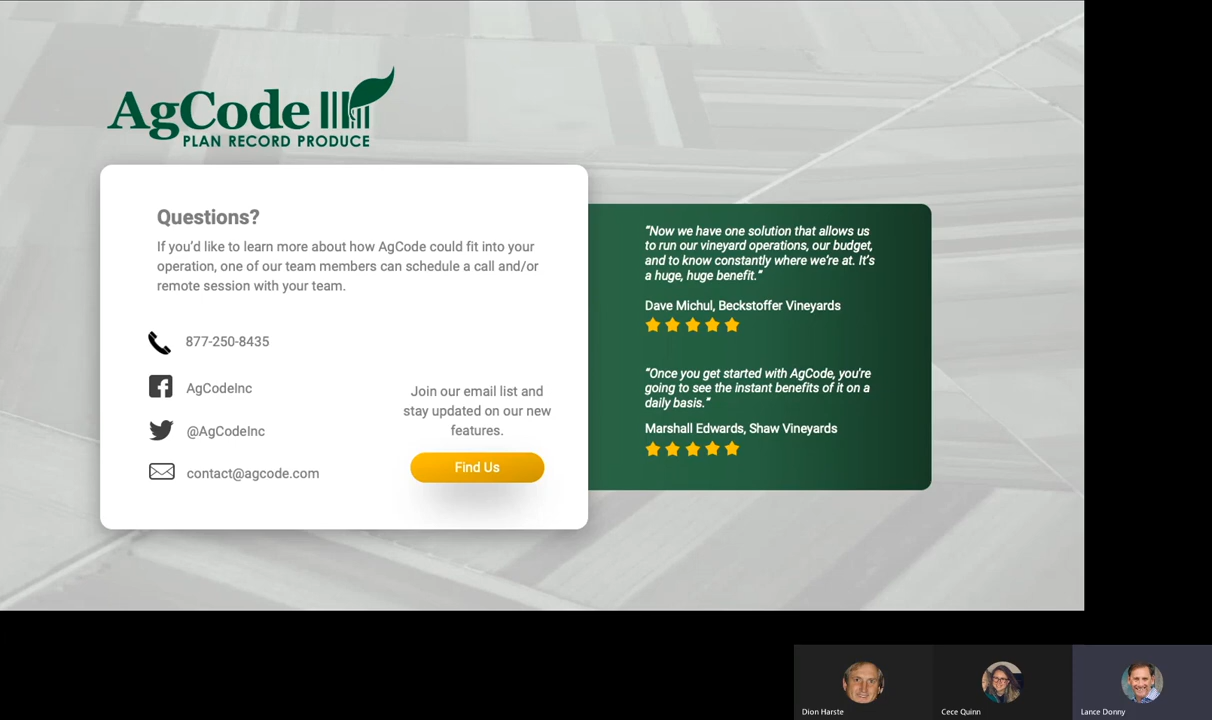 AgCode
PLAN RECORD PRODUCE
Questions?
If you’d like to learn more about how AgCode could fit into your
operation, one of our team members can schedule a call and/or
remote session with your team.
877-250-8435
AgCodeInc
@AgCodeInc
contact@agcode.com
Join our email list and
stay updated on our new
features.
Find Us
“Now we have one solution that allows us
to run our vineyard operations, our budget,
and to know constantly where we’re at. It’s
a huge, huge benefit.”
Dave Michul, Beckstoffer Vineyards
“Once you get started with AgCode, you’re
going to see the instant benefits of it on a
daily basis.”
Marshall Edwards, Shaw Vineyards
Dion Harste
Cece Quinn
Lance Donny